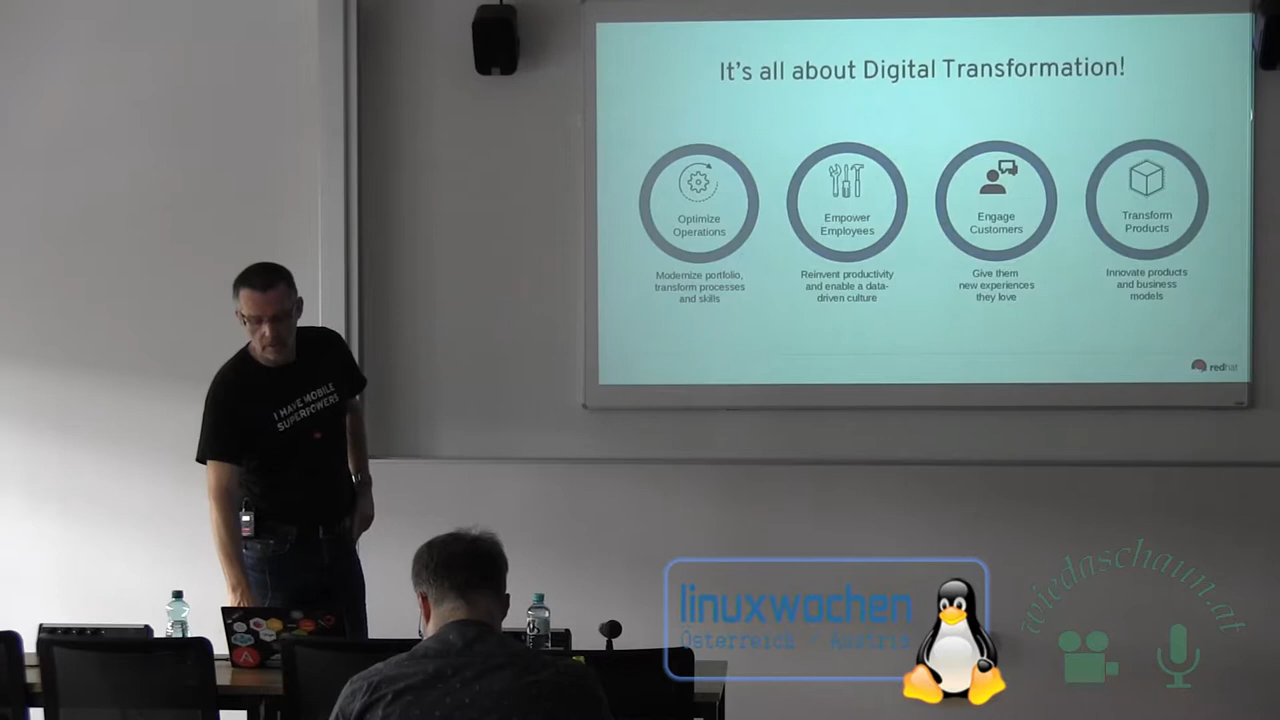 It's all about Digital Transformation!
Optimize
Operations
Modernize portfolio,
transform processes
and skills
Empower
Employees
Reinvent productivity
and enable a data-
driven culture
Engage
Customers
Give them
new experiences
they love
Transform
Products
Innovate products
and business
models
redhat
I HAVE MOBILE
SUPERPOWERS
A
linuxwochen
Österreich / Austria
wiedaschaun.at